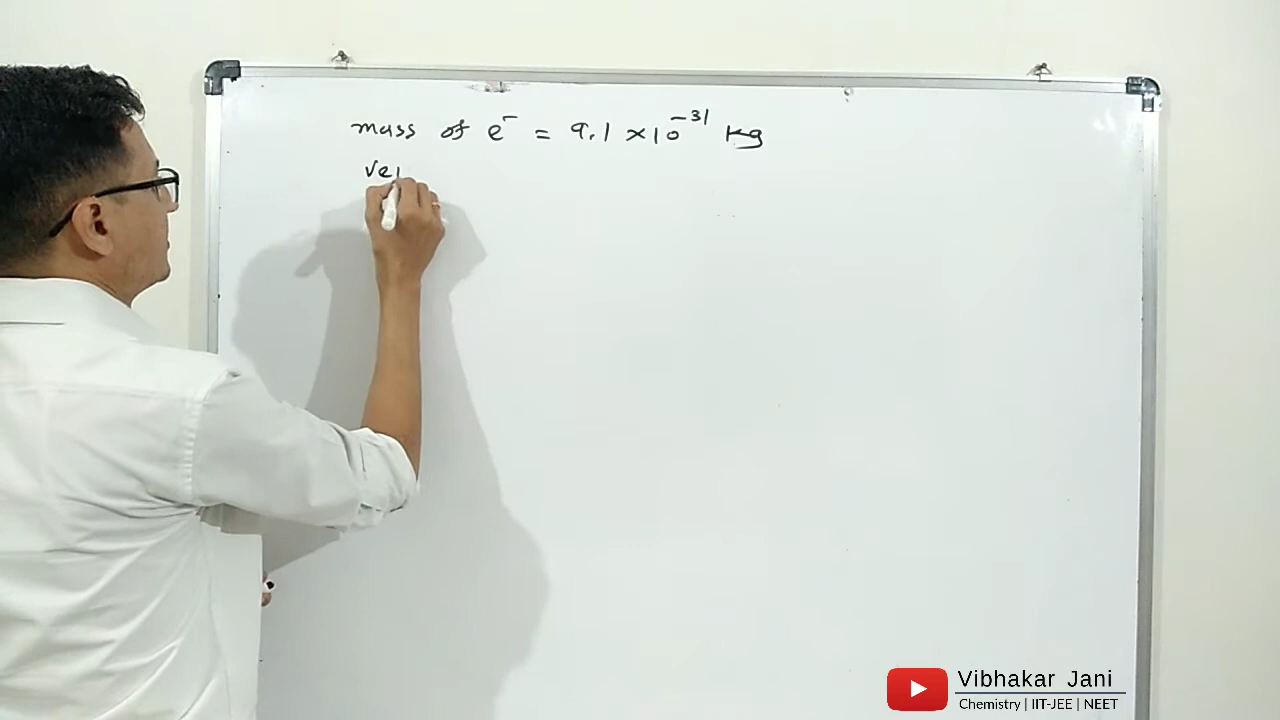 mass of e⁻ = 9.1 × 10⁻³¹ kg
vel
Vibhakar Jani
Chemistry | IIT-JEE | NEET